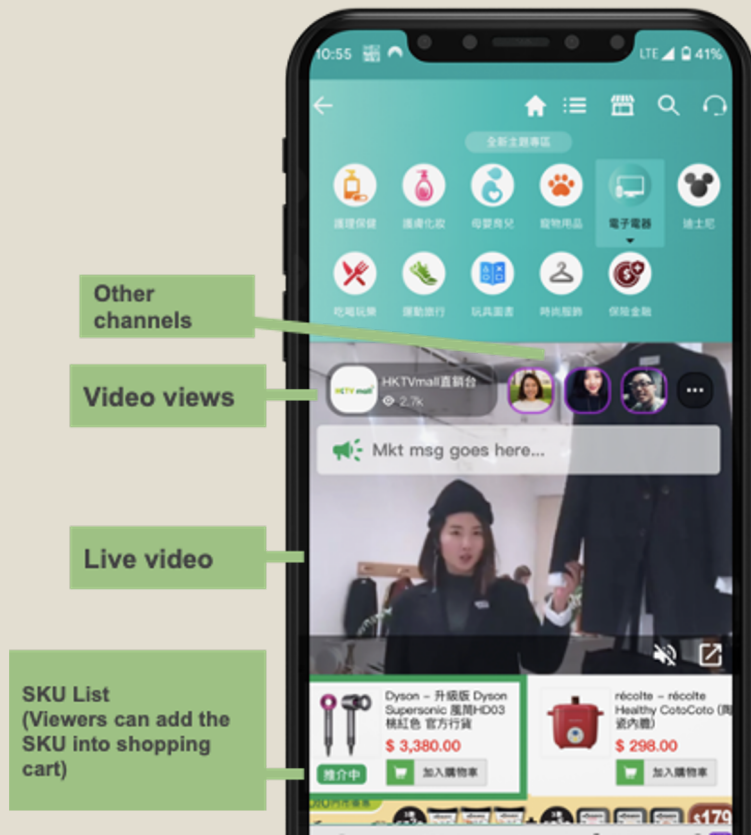 10:55
LTE
41%
全新主題專區
護理保健
護膚化妝
母嬰育兒
寵物用品
電子電器
迪士尼
吃喝玩樂
運動旅行
玩具圖書
時尚服飾
保險金融
Other
channels
HKTVmall直銷台
HKTVmall
2.7k
Video views
Mkt msg goes here...
Live video
SKU List
(Viewers can add the
SKU into shopping
cart)
Dyson – 升級版 Dyson
Supersonic 風筒HD03
桃紅色 官方行貨
$ 3,380.00
推介中
加入購物車
récolte – récolte
Healthy CotoCoto (陶
瓷內膽)
$ 298.00
加入購物車
$179